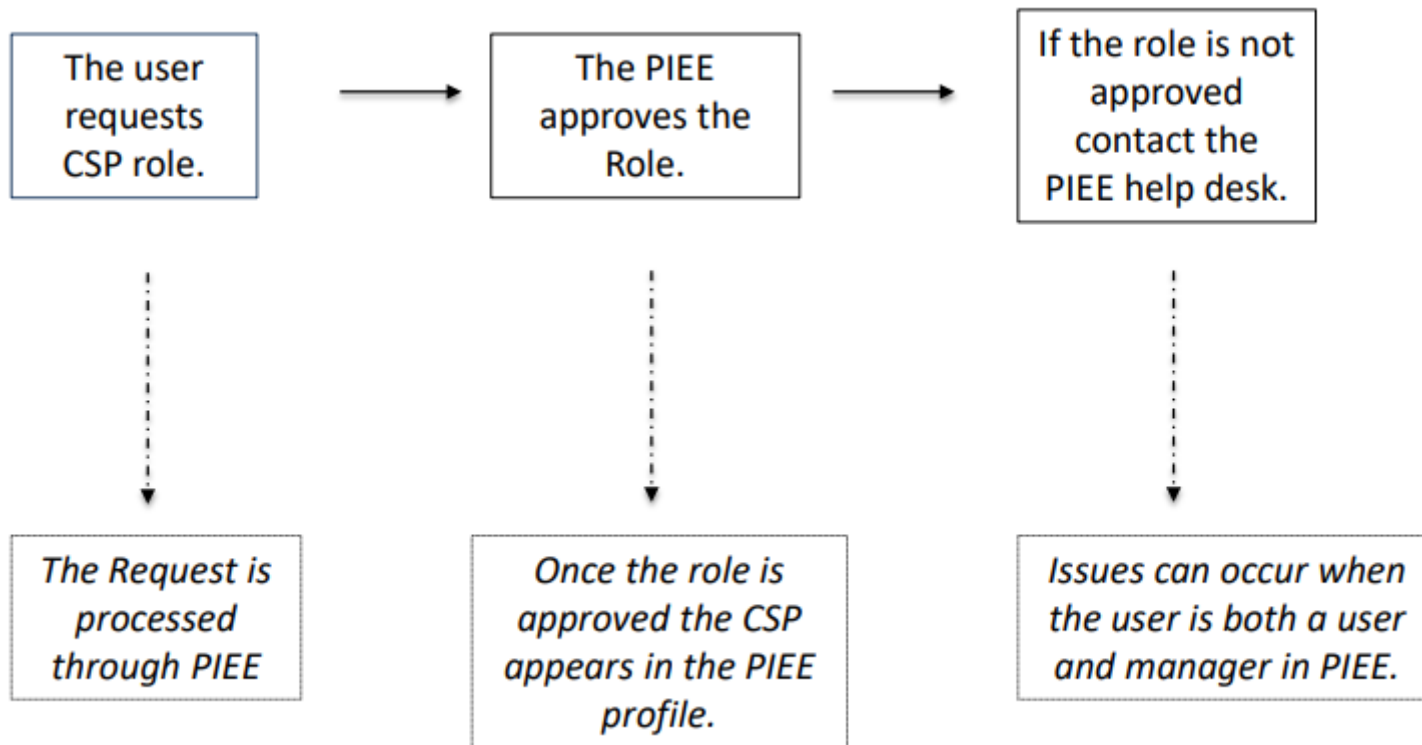 The user
requests
CSP role.
The PIEE
approves the
Role.
If the role is not
approved
contact the
PIEE help desk.
The Request is
processed
through PIEE
Once the role is
approved the CSP
appears in the PIEE
profile.
Issues can occur when
the user is both a user
and manager in PIEE.